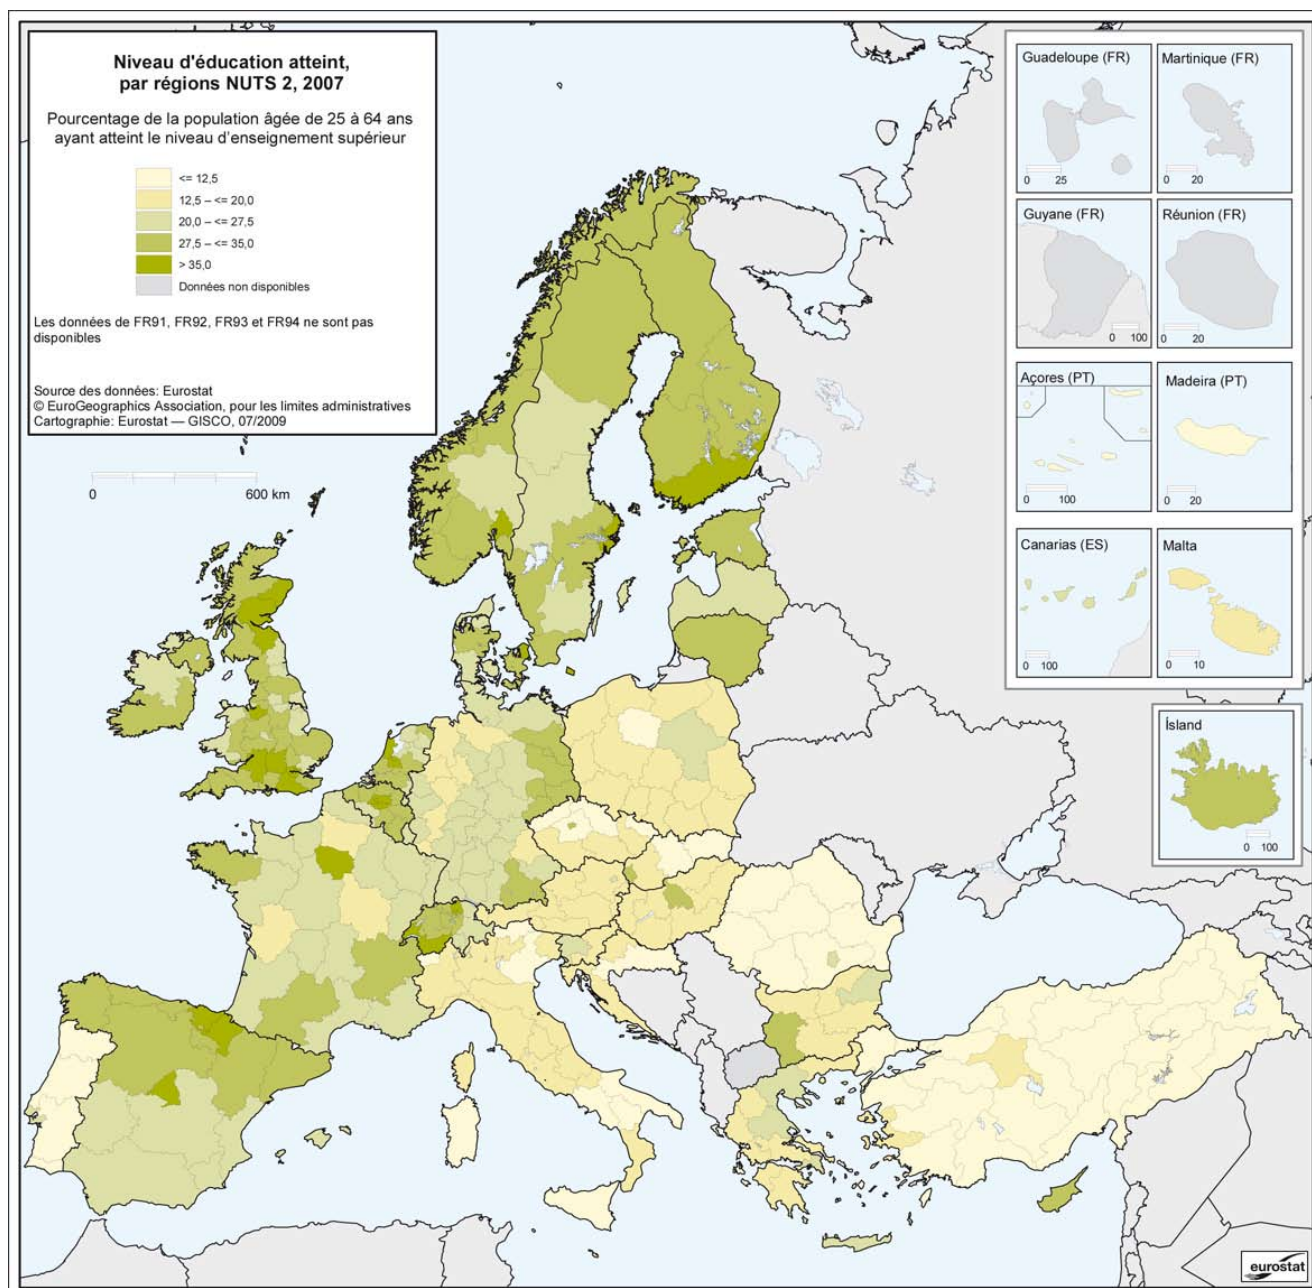 Niveau d'éducation atteint,
par régions NUTS 2, 2007
Pourcentage de la population âgée de 25 à 64 ans
ayant atteint le niveau d'enseignement supérieur
<= 12,5
12,5 – <= 20,0
20,0 – <= 27,5
27,5 – <= 35,0
> 35,0
Données non disponibles
Les données de FR91, FR92, FR93 et FR94 ne sont pas
disponibles
Source des données: Eurostat
© EuroGeographics Association, pour les limites administratives
Cartographie: Eurostat — GISCO, 07/2009
0 600 km
Guadeloupe (FR)
0 25
Martinique (FR)
0 20
Guyane (FR)
0 100
Réunion (FR)
0 20
Açores (PT)
0 100
Madeira (PT)
0 20
Canarias (ES)
0 100
Malta
0 10
Ísland
0 100
eurostat